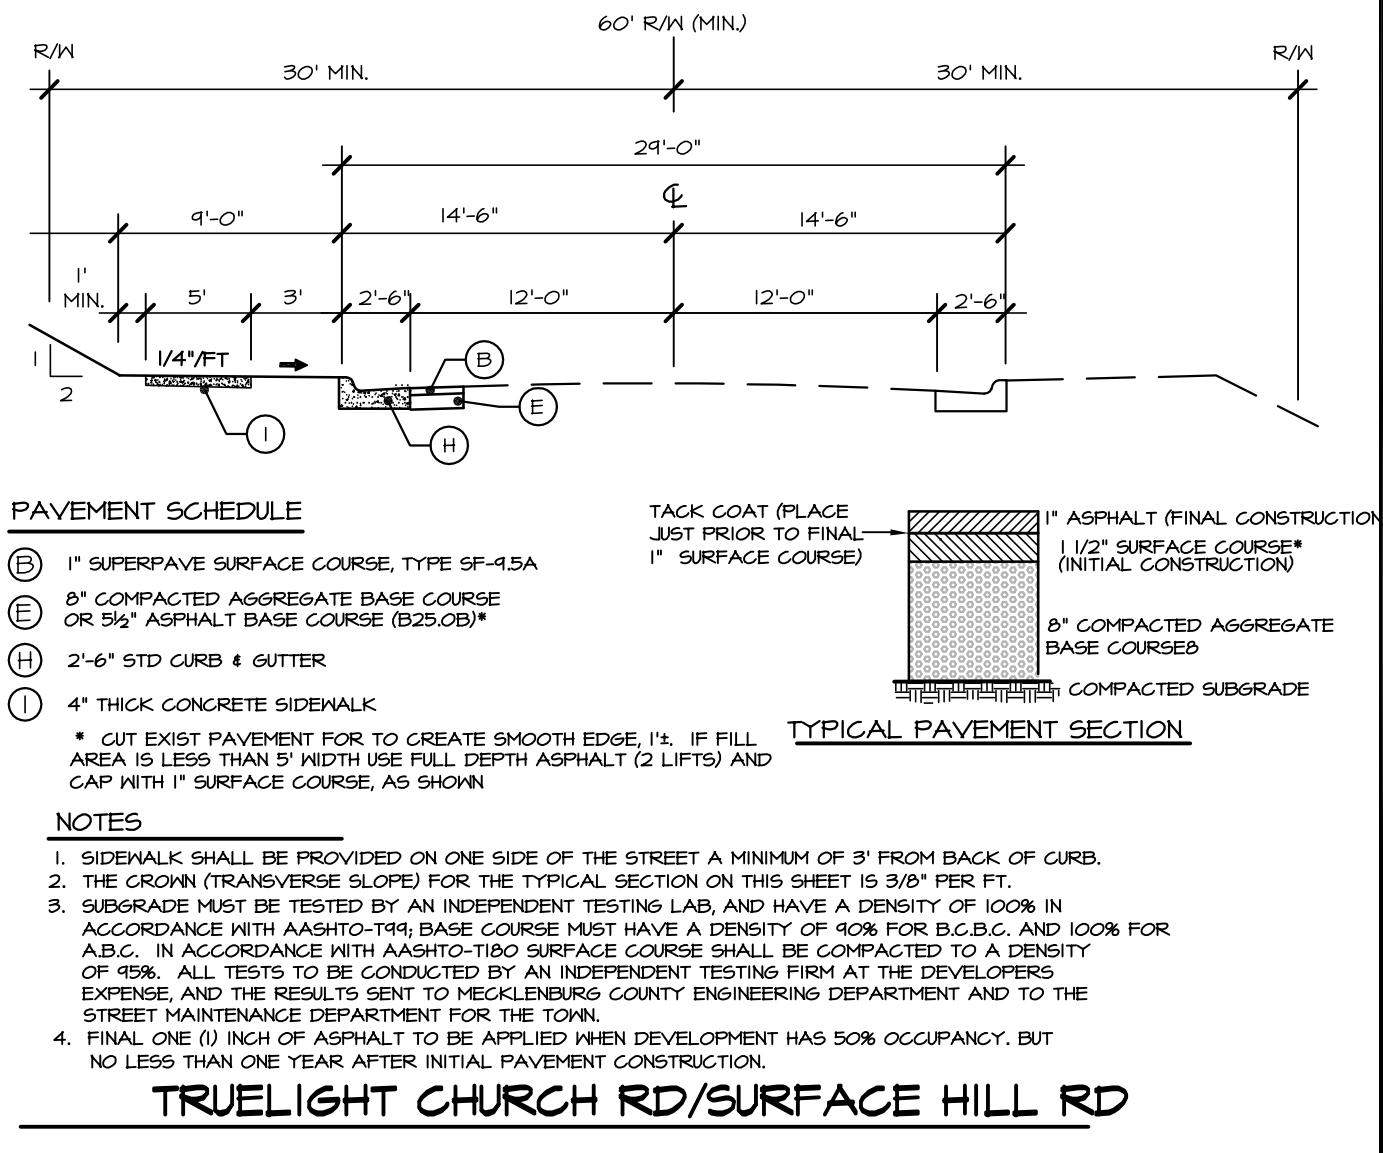 60' R/W (MIN.)
R/W
R/W
30' MIN.
30' MIN.
29'-0"
℄
9'-0"
14'-6"
14'-6"
1'
MIN.
5'
3'
2'-6"
12'-0"
12'-0"
2'-6"
1/4"/FT
1
2
B
E
I
H
PAVEMENT SCHEDULE
B 1" SUPERPAVE SURFACE COURSE, TYPE SF-9.5A
E 8" COMPACTED AGGREGATE BASE COURSE
OR 5½" ASPHALT BASE COURSE (B25.0B)*
H 2'-6" STD CURB & GUTTER
I 4" THICK CONCRETE SIDEWALK
* CUT EXIST PAVEMENT FOR TO CREATE SMOOTH EDGE, 1'±. IF FILL
AREA IS LESS THAN 5' WIDTH USE FULL DEPTH ASPHALT (2 LIFTS) AND
CAP WITH 1" SURFACE COURSE, AS SHOWN
TACK COAT (PLACE
JUST PRIOR TO FINAL
1" SURFACE COURSE)
1" ASPHALT (FINAL CONSTRUCTION
1 1/2" SURFACE COURSE*
(INITIAL CONSTRUCTION)
8" COMPACTED AGGREGATE
BASE COURSE8
COMPACTED SUBGRADE
TYPICAL PAVEMENT SECTION
NOTES
1. SIDEWALK SHALL BE PROVIDED ON ONE SIDE OF THE STREET A MINIMUM OF 3' FROM BACK OF CURB.
2. THE CROWN (TRANSVERSE SLOPE) FOR THE TYPICAL SECTION ON THIS SHEET IS 3/8" PER FT.
3. SUBGRADE MUST BE TESTED BY AN INDEPENDENT TESTING LAB, AND HAVE A DENSITY OF 100% IN
ACCORDANCE WITH AASHTO-T99; BASE COURSE MUST HAVE A DENSITY OF 90% FOR B.C.B.C. AND 100% FOR
A.B.C. IN ACCORDANCE WITH AASHTO-T180 SURFACE COURSE SHALL BE COMPACTED TO A DENSITY
OF 95%. ALL TESTS TO BE CONDUCTED BY AN INDEPENDENT TESTING FIRM AT THE DEVELOPERS
EXPENSE, AND THE RESULTS SENT TO MECKLENBURG COUNTY ENGINEERING DEPARTMENT AND TO THE
STREET MAINTENANCE DEPARTMENT FOR THE TOWN.
4. FINAL ONE (1) INCH OF ASPHALT TO BE APPLIED WHEN DEVELOPMENT HAS 50% OCCUPANCY. BUT
NO LESS THAN ONE YEAR AFTER INITIAL PAVEMENT CONSTRUCTION.
TRUELIGHT CHURCH RD/SURFACE HILL RD